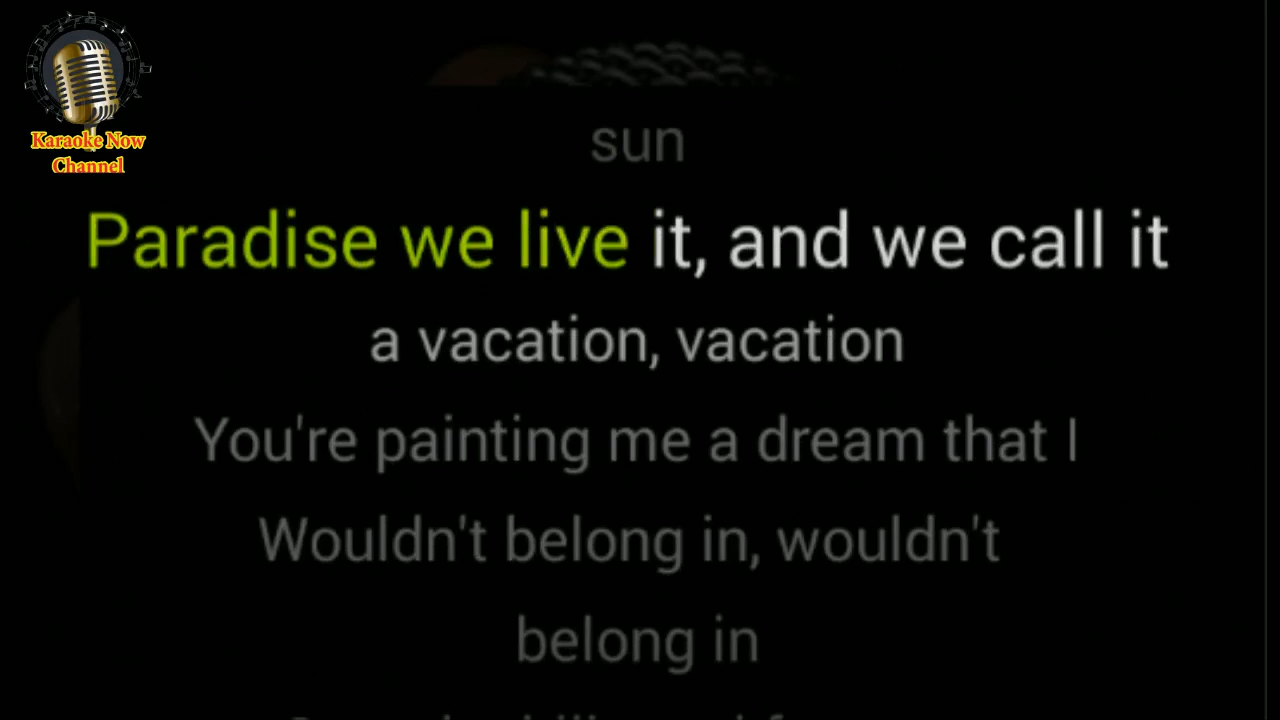 Karaoke Now
Channel
sun
Paradise we live it, and we call it
a vacation, vacation
You're painting me a dream that I
Wouldn't belong in, wouldn't
belong in